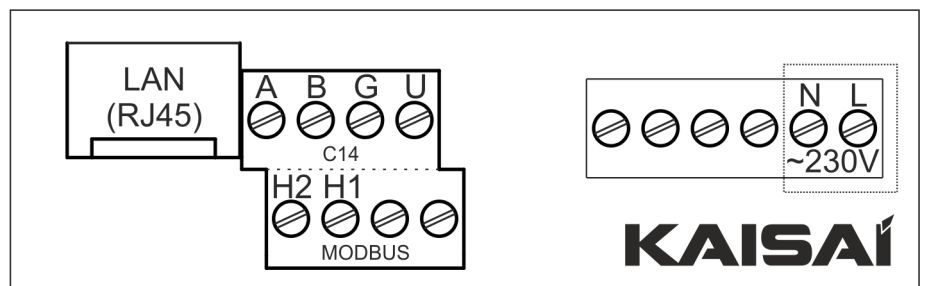 LAN
(RJ45)
A B G U
C14
H2 H1
MODBUS
N L
~230V
KAISAI